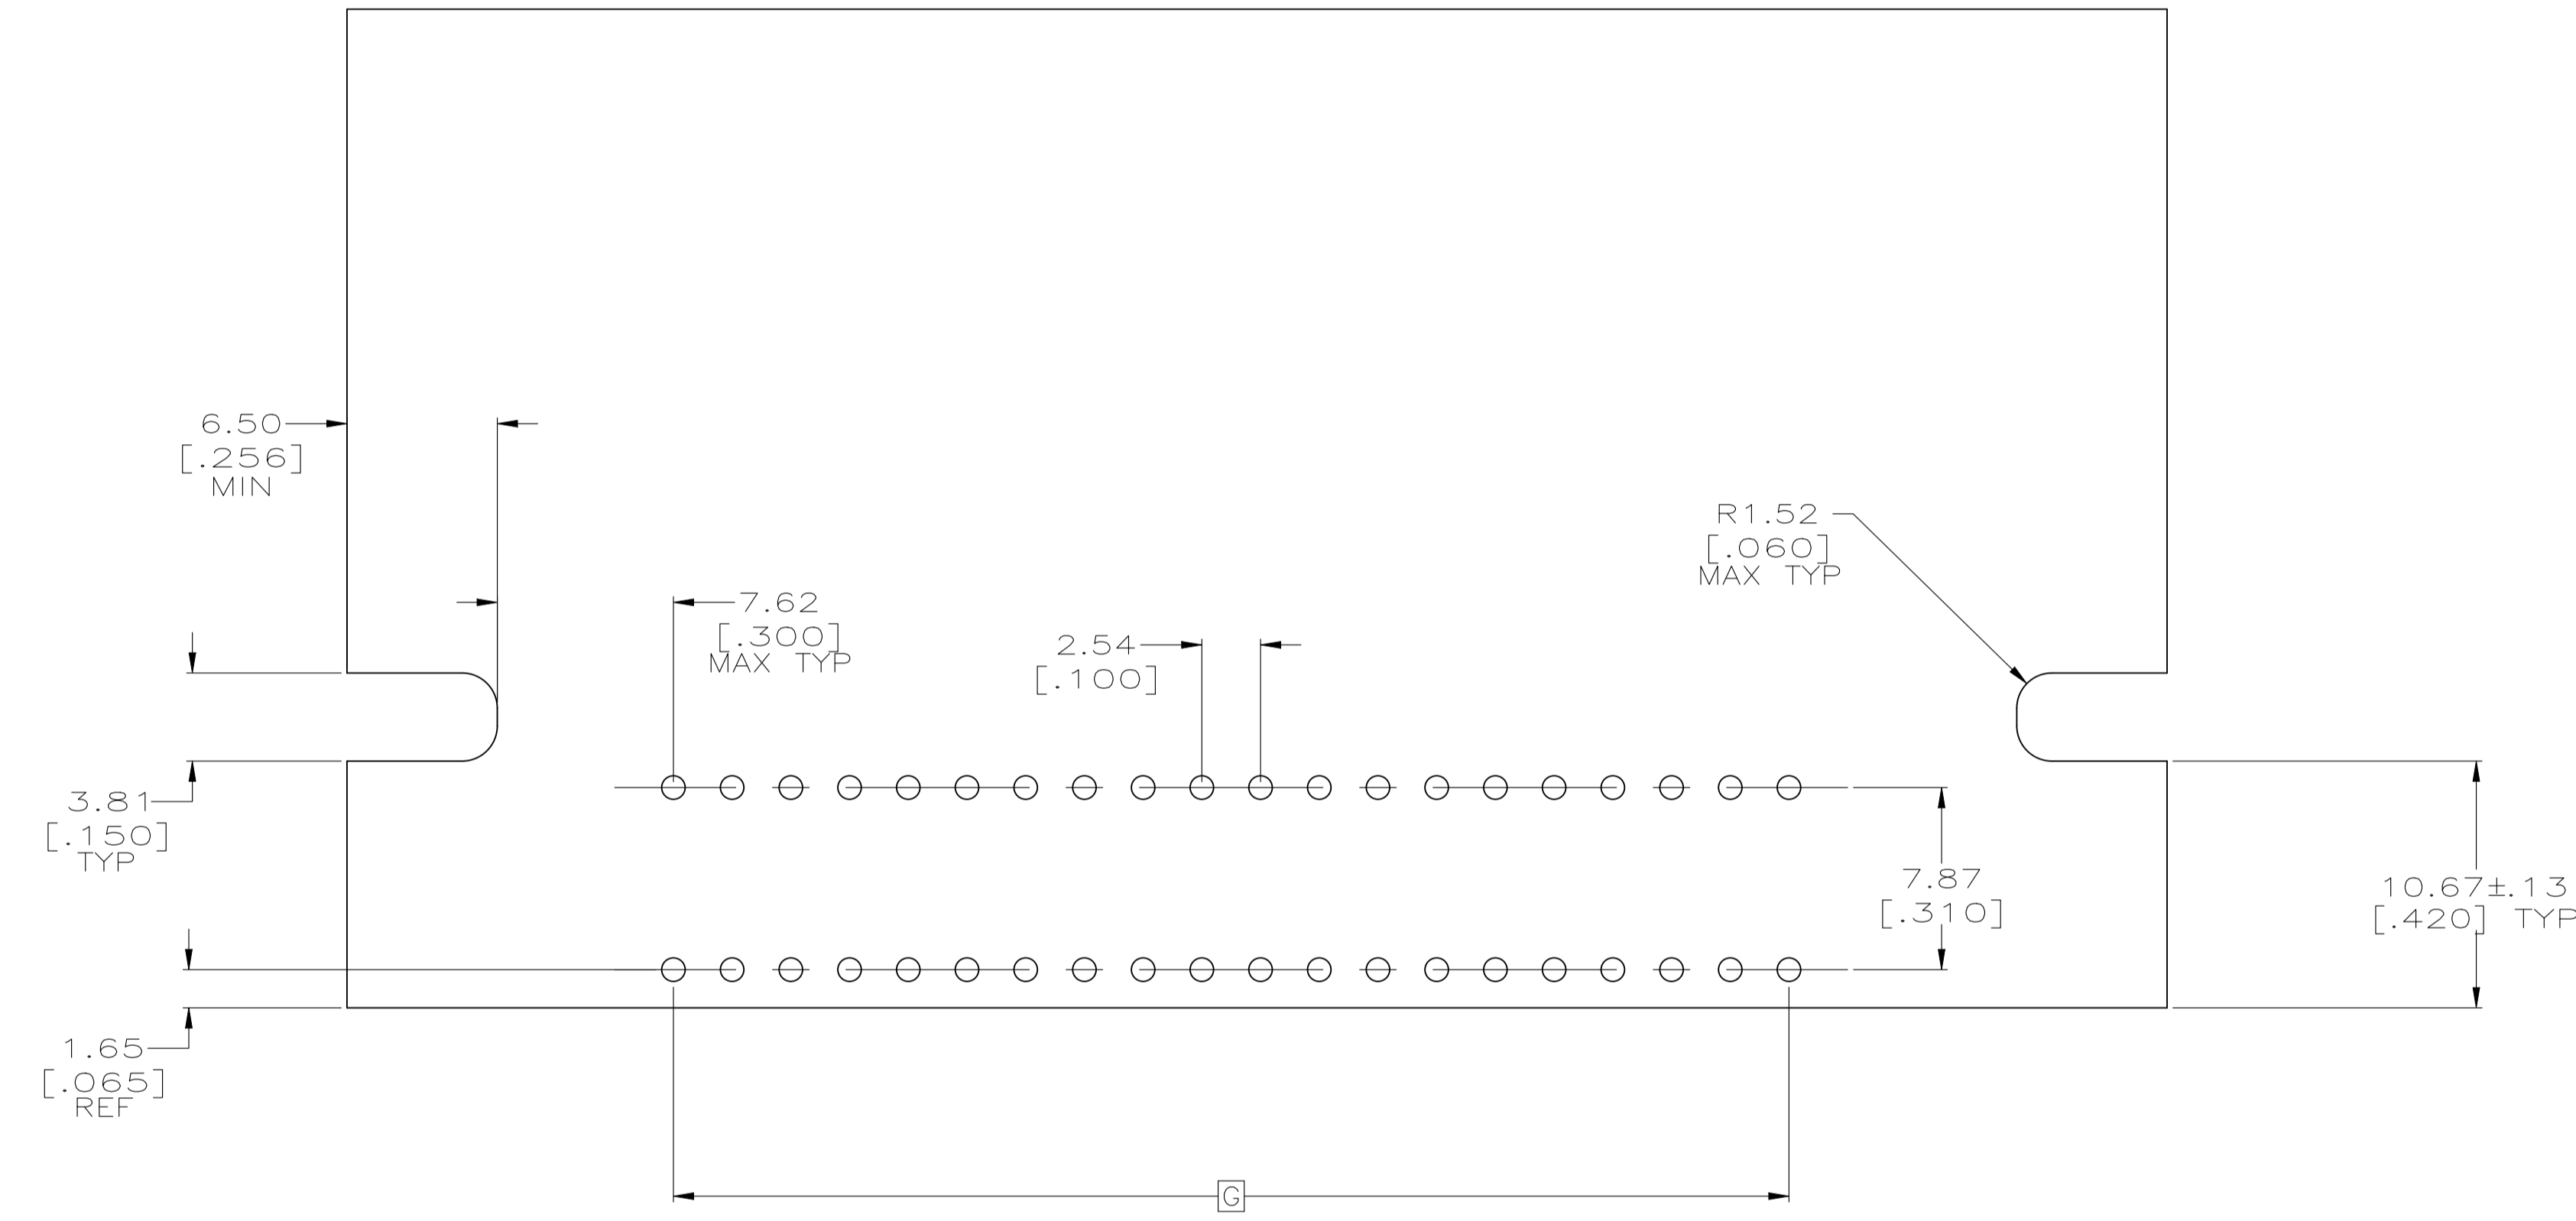 6.50
[.256]
MIN
R1.52
[.060]
MAX TYP
7.62
[.300]
MAX TYP
2.54
[.100]
3.81
[.150]
TYP
7.87
[.310]
10.67±.13
[.420] TYP
1.65
[.065]
REF
G